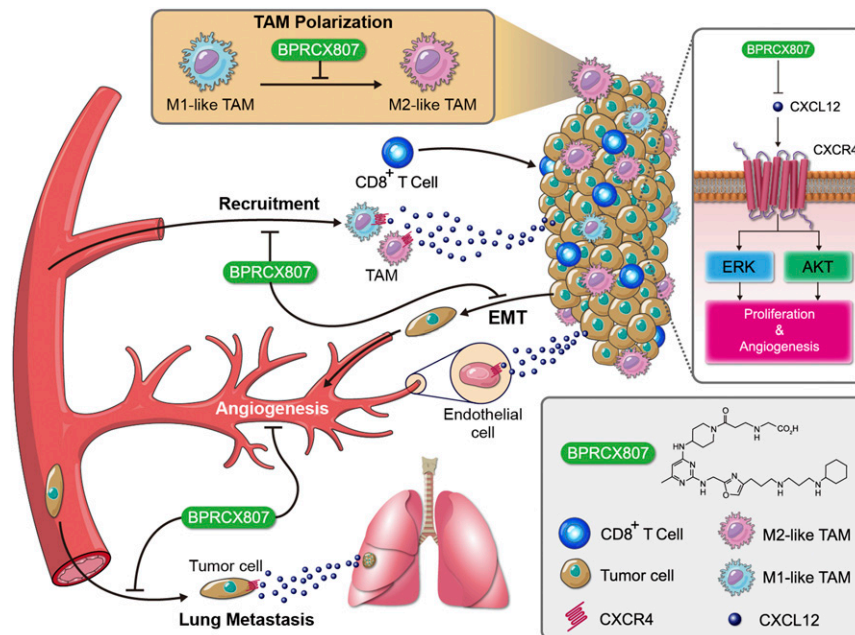 TAM Polarization
BPRCX807
M1-like TAM
M2-like TAM
CD8+ T Cell
Recruitment
TAM
BPRCX807
EMT
Angiogenesis
Endothelial
cell
BPRCX807
Tumor cell
Lung Metastasis
BPRCX807
CXCL12
CXCR4
ERK
AKT
Proliferation
&
Angiogenesis
BPRCX807
O
N
N
H
CO2H
HN
N
N
N
H
N
O
N
H
N
H
H
N
CD8+ T Cell
M2-like TAM
Tumor cell
M1-like TAM
CXCR4
CXCL12